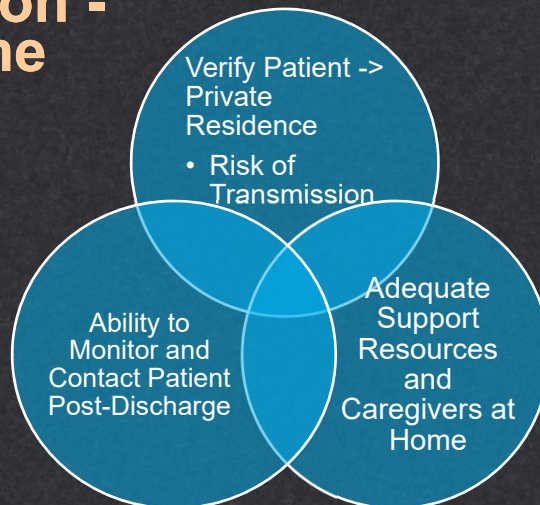 on -
me
Verify Patient ->
Private
Residence
• Risk of
Transmission
Ability to
Monitor and
Contact Patient
Post-Discharge
Adequate
Support
Resources
and
Caregivers at
Home